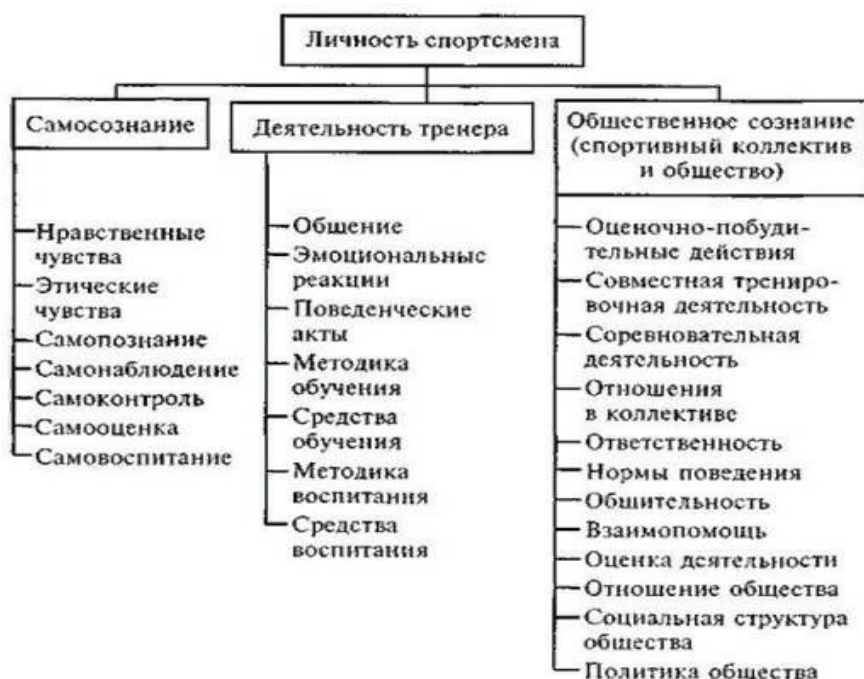 Личность спортсмена
Самосознание
Нравственные
чувства
Этические
чувства
Самопознание
Самонаблюдение
Самоконтроль
Самооценка
Самовоспитание
Деятельность тренера
Общение
Эмоциональные
реакции
Поведенческие
акты
Методика
обучения
Средства
обучения
Методика
воспитания
Средства
воспитания
Общественное сознание
(спортивный коллектив
и общество)
Оценочно-побуди-
тельные действия
Совместная трениро-
вочная деятельность
Соревновательная
деятельность
Отношения
в коллективе
Ответственность
Нормы поведения
Общительность
Взаимопомощь
Оценка деятельности
Отношение общества
Социальная структура
общества
Политика общества